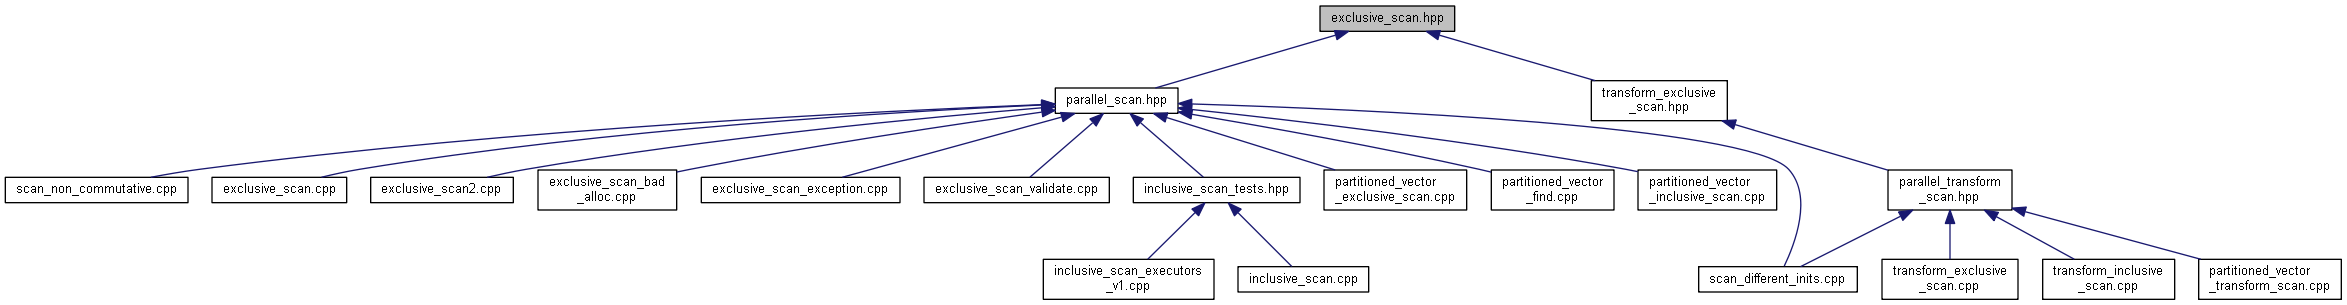 exclusive_scan.hpp
parallel_scan.hpp
transform_exclusive
_scan.hpp
scan_non_commutative.cpp
exclusive_scan.cpp
exclusive_scan2.cpp
exclusive_scan_bad
_alloc.cpp
exclusive_scan_exception.cpp
exclusive_scan_validate.cpp
inclusive_scan_tests.hpp
partitioned_vector
_exclusive_scan.cpp
partitioned_vector
_find.cpp
partitioned_vector
_inclusive_scan.cpp
parallel_transform
_scan.hpp
inclusive_scan_executors
_v1.cpp
inclusive_scan.cpp
scan_different_inits.cpp
transform_exclusive
_scan.cpp
transform_inclusive
_scan.cpp
partitioned_vector
_transform_scan.cpp